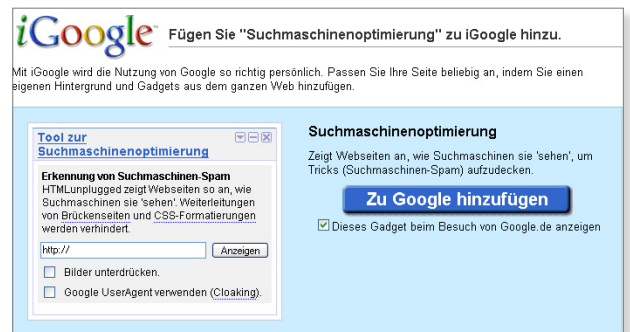 iGoogle
Fügen Sie "Suchmaschinenoptimierung" zu iGoogle hinzu.
Mit iGoogle wird die Nutzung von Google so richtig persönlich. Passen Sie Ihre Seite beliebig an, indem Sie einen
eigenen Hintergrund und Gadgets aus dem ganzen Web hinzufügen.
Tool zur
Suchmaschinenoptimierung
Erkennung von Suchmaschinen-Spam
HTMLunplugged zeigt Webseiten so an, wie
Suchmaschinen sie 'sehen'. Weiterleitungen
von Brückenseiten und CSS-Formatierungen
werden verhindert.
http://
Anzeigen
Bilder unterdrücken.
Google UserAgent verwenden (Cloaking).
Suchmaschinenoptimierung
Zeigt Webseiten an, wie Suchmaschinen sie 'sehen', um
Tricks (Suchmaschinen-Spam) aufzudecken.
Zu Google hinzufügen
Dieses Gadget beim Besuch von Google.de anzeigen